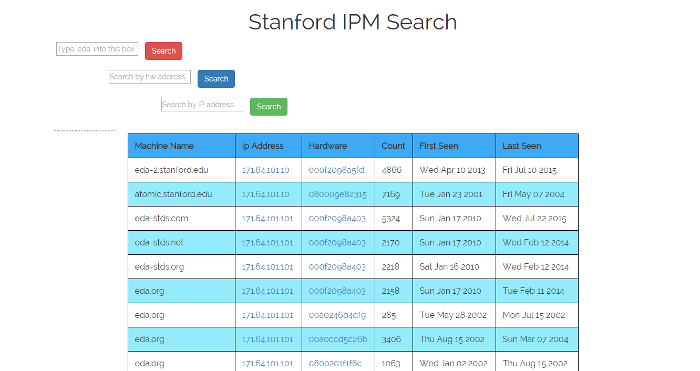 Stanford IPM Search
Type 'eda' into this box Search
Search by hw address Search
Search by IP address Search
Machine Name Ip Address Hardware Count First Seen Last Seen
eda-2.stanford.edu 171.64.101.10 000f2098a5fd 4866 Wed Apr 10 2013 Fri Jul 10 2015
atomic.stanford.edu 171.64.101.10 080009e82315 7169 Tue Jan 23 2001 Fri May 07 2004
eda-stds.com 171.64.101.101 000f2098a403 5324 Sun Jan 17 2010 Wed Jul 22 2015
eda-stds.net 171.64.101.101 000f2098a403 2170 Sun Jan 17 2010 Wed Feb 12 2014
eda-stds.org 171.64.101.101 000f2098a403 2218 Sat Jan 16 2010 Wed Feb 12 2014
eda.org 171.64.101.101 000f2098a403 2158 Sun Jan 17 2010 Tue Feb 11 2014
eda.org 171.64.101.101 00a0246b4df9 285 Tue May 28 2002 Mon Jul 15 2002
eda.org 171.64.101.101 00a0ccd5c26b 3406 Thu Aug 15 2002 Sun Mar 07 2004
eda.org 171.64.101.101 0800201f1f6c 1063 Wed Jan 02 2002 Thu Aug 15 2002